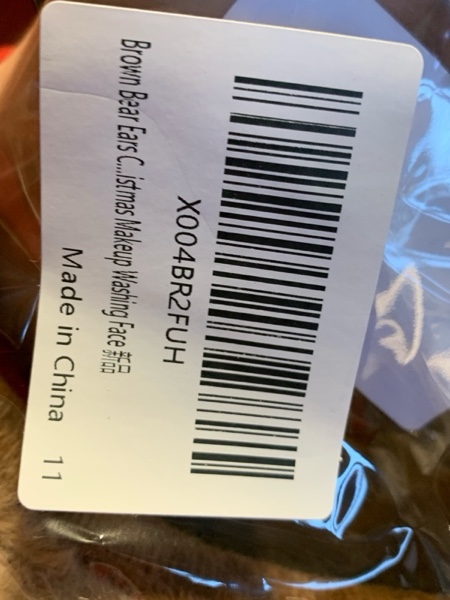 X004BR2FUH
Brown Bear Ears C...istmas Makeup Washing Face 新品
Made in China 11